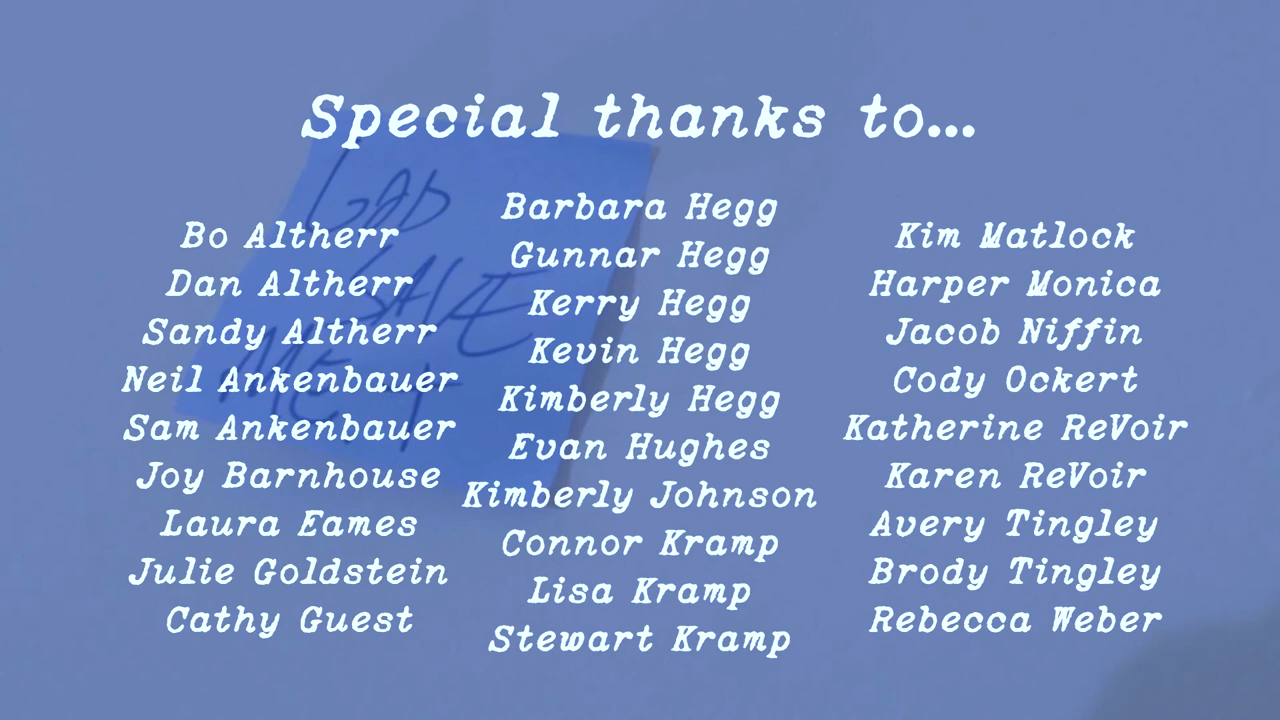 Special thanks to...
Bo Altherr
Dan Altherr
Sandy Altherr
Neil Ankenbauer
Sam Ankenbauer
Joy Barnhouse
Laura Eames
Julie Goldstein
Cathy Guest
Barbara Hegg
Gunnar Hegg
Kerry Hegg
Kevin Hegg
Kimberly Hegg
Evan Hughes
Kimberly Johnson
Connor Kramp
Lisa Kramp
Stewart Kramp
Kim Matlock
Harper Monica
Jacob Niffin
Cody Ockert
Katherine ReVoir
Karen ReVoir
Avery Tingley
Brody Tingley
Rebecca Weber
GOD
SAVE
ME